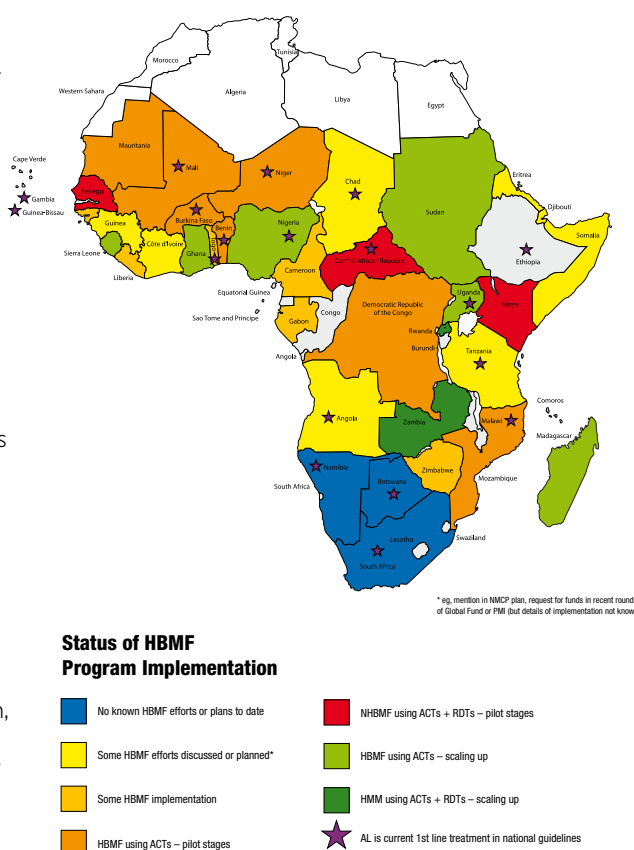 Tunisia
Morocco
Western Sahara
Algeria
Libya
Egypt
Mauritania
Cape Verde
Mali
Niger
Chad
Eritrea
Senegal
Gambia
Guinea-Bissau
Burkina Faso
Sudan
Djibouti
Guinea
Benin
Nigeria
Somalia
Côte d'Ivoire
Ghana
Togo
Sierra Leone
Central African Republic
Ethiopia
Liberia
Cameroon
Equatorial Guinea
Uganda
Kenya
Democratic Republic
of the Congo
Congo
Sao Tome and Principe
Gabon
Rwanda
Burundi
Angola
Tanzania
Comoros
Angola
Zambia
Malawi
Madagascar
s
Namibia
Zimbabwe
Mozambique
South Africa
Botswana
Swaziland
Lesotho
South Africa
* eg, mention in NMCP plan, request for funds in recent round
of Global Fund or PMI (but details of implementation not know
Status of HBMF
Program Implementation
,
No known HBMF efforts or plans to date
NHBMF using ACTs + RDTs – pilot stages
Some HBMF efforts discussed or planned*
HBMF using ACTs – scaling up
Some HBMF implementation
HMM using ACTs + RDTs – scaling up
HBMF using ACTs – pilot stages
AL is current 1st line treatment in national guidelines